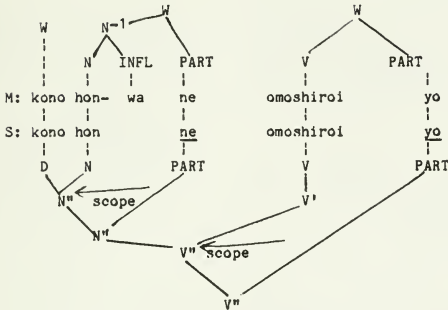 W W
W N⁻¹
N INFL PART V PART
M: kono hon- wa ne omoshiroi yo
S: kono hon ne omoshiroi yo
D N PART V PART
N" scope V'
N" V" scope
V"